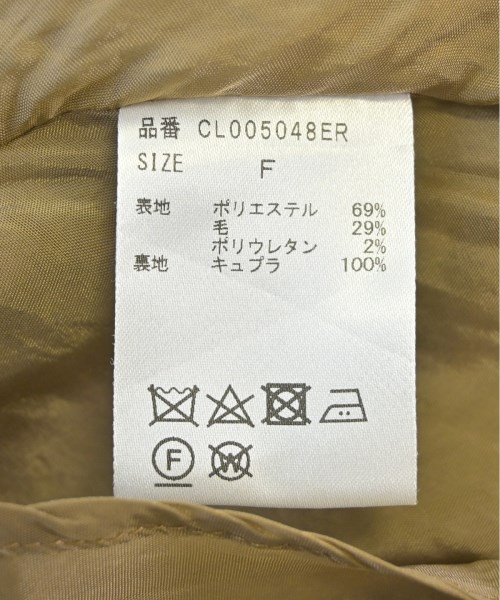 品番 CL005048ER
SIZE F
表地 ポリエステル 69%
毛 29%
ポリウレタン 2%
裏地 キュプラ 100%
F W